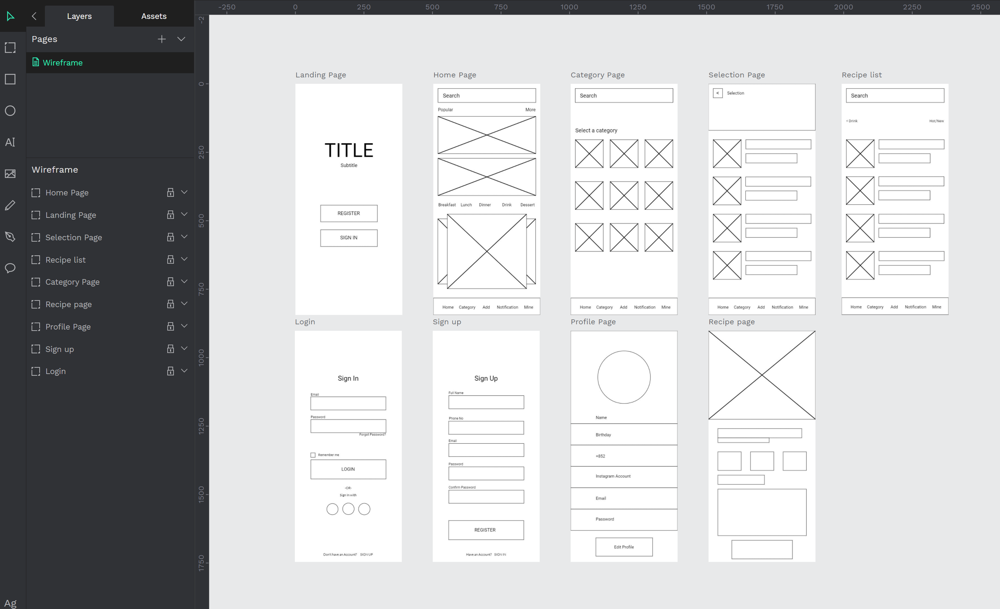 Layers
Assets
Pages
Wireframe
Wireframe
Home Page
Landing Page
Selection Page
Recipe list
Category Page
Recipe page
Profile Page
Sign up
Login
AI
Ag
-250 0 250 500 750 1000 1250 1500 1750 2000 2250 2500
-2
0
250
500
750
1000
1250
1500
1750
Landing Page
TITLE
Subtitle
REGISTER
SIGN IN
Home Page
Search
Popular More
Breakfast Lunch Dinner Drink Dessert
Home Category Add Notification Mine
Category Page
Search
Select a category
Home Category Add Notification Mine
Selection Page
< Selection
Home Category Add Notification Mine
Recipe list
Search
< Drink Hot/New
Home Category Add Notification Mine
Login
Sign In
Email
Password
Forgot Password?
Remember me
LOGIN
-OR-
Sign In with
Don't have an Account? SIGN UP
Sign up
Sign Up
Full Name
Phone No
Email
Password
Confirm Password
REGISTER
Have an Account? SIGN IN
Profile Page
Name
Birthday
+852
Instagram Account
Email
Password
Edit Profile
Recipe page